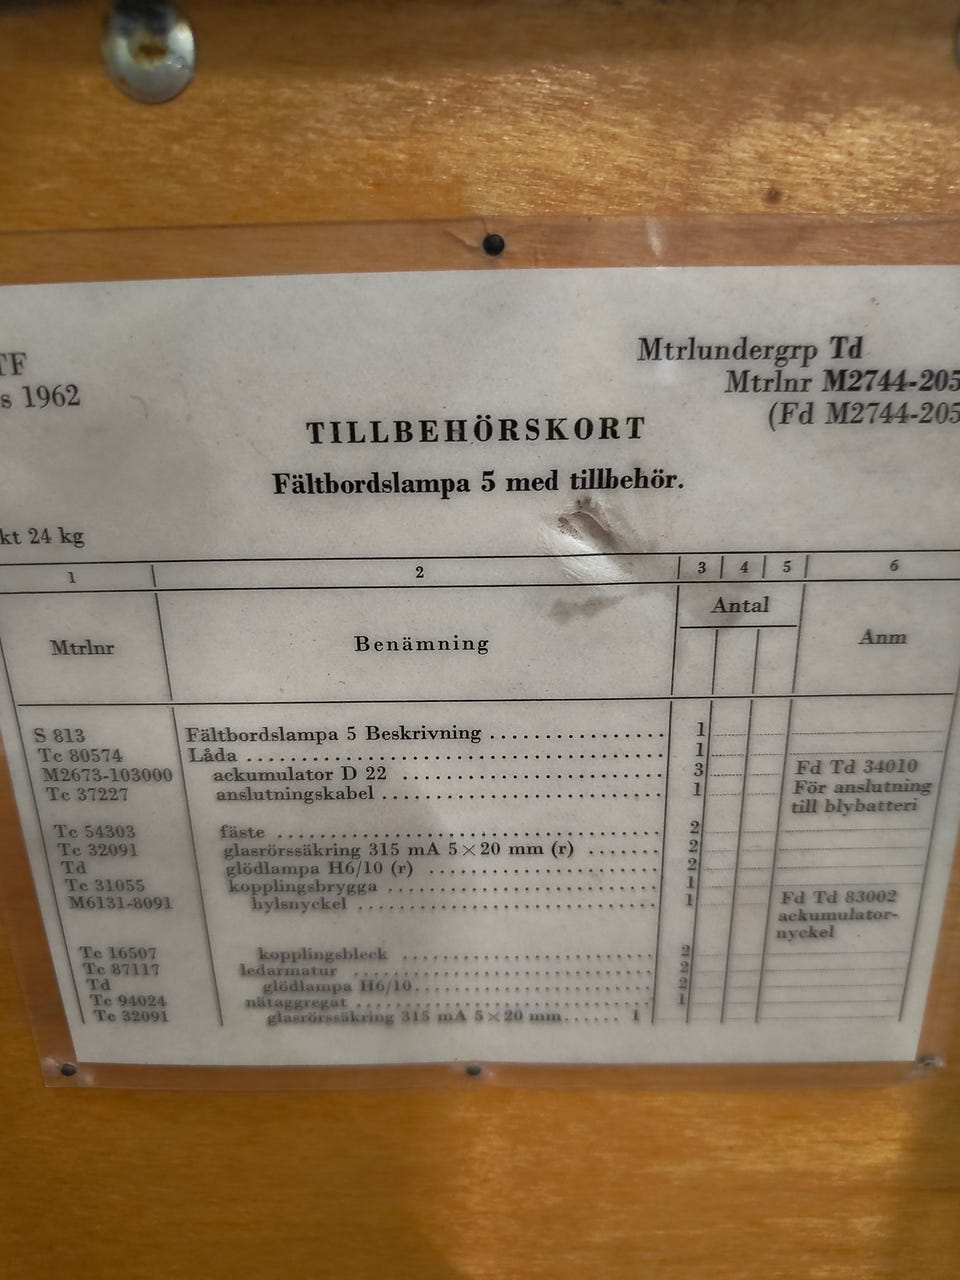 TF
s 1962
Mtrlundergrp Td
Mtrlnr M2744-205
(Fd M2744-205
TILLBEHÖRSKORT
Fältbordslampa 5 med tillbehör.
kt 24 kg
1 2 3 4 5 6
Mtrlnr Benämning Antal Anm
S 813 Fältbordslampa 5 Beskrivning 1
Tc 80574 Låda 1
M2673-103000 ackumulator D 22 3 Fd Td 34010
Tc 37227 anslutningskabel 1 För anslutning
till blybatteri
Tc 54303 fäste 2
Tc 32091 glasrörssäkring 315 mA 5×20 mm (r) 2
Td glödlampa H6/10 (r) 2
Tc 31055 kopplingsbrygga 1
M6131-8091 hylsnyckel 1 Fd Td 83002
ackumulator-
nyckel
Tc 16507 kopplingsbleck 2
Tc 87117 ledarmatur 2
Td glödlampa H6/10 2
Tc 94024 nätaggregat 1
Tc 32091 glasrörssäkring 315 mA 5×20 mm 1